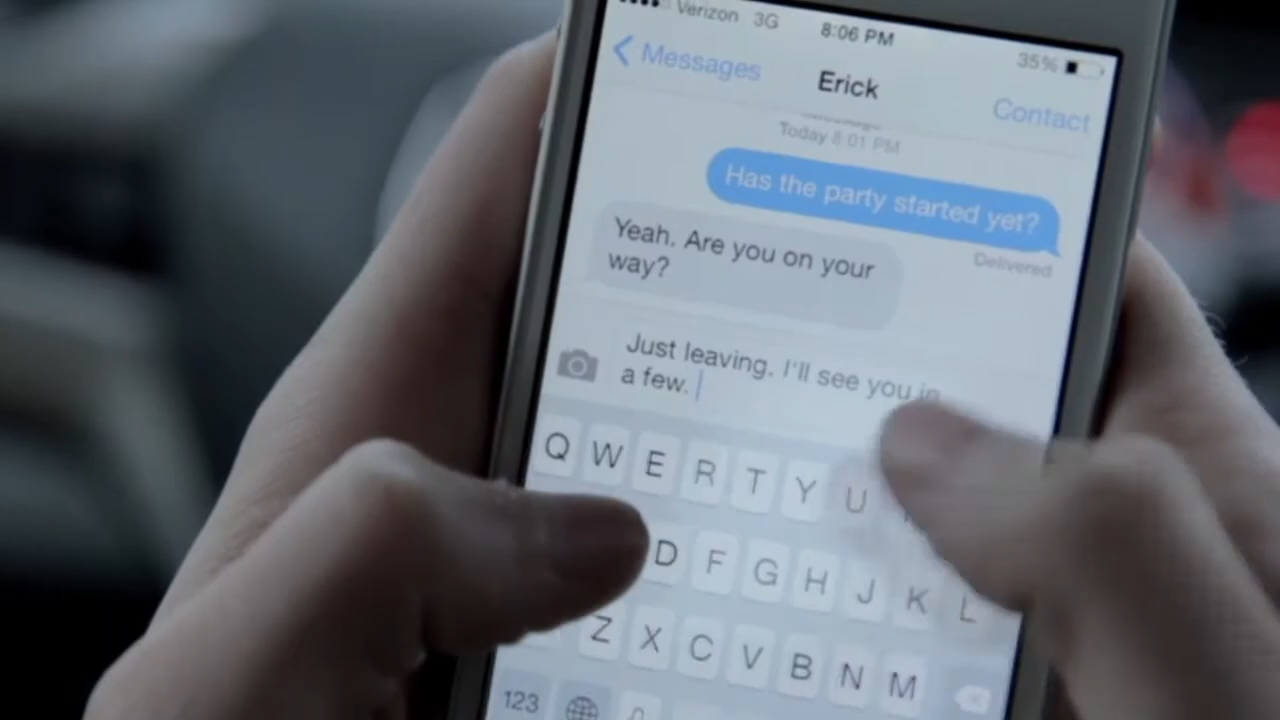 Verizon 3G 8:06 PM 35%
Messages Erick Contact
Today 8:01 PM
Has the party started yet?
Delivered
Yeah. Are you on your
way?
Just leaving. I'll see you in
a few.
Q W E R T Y U
D F G H J K L
Z X C V B N M
123